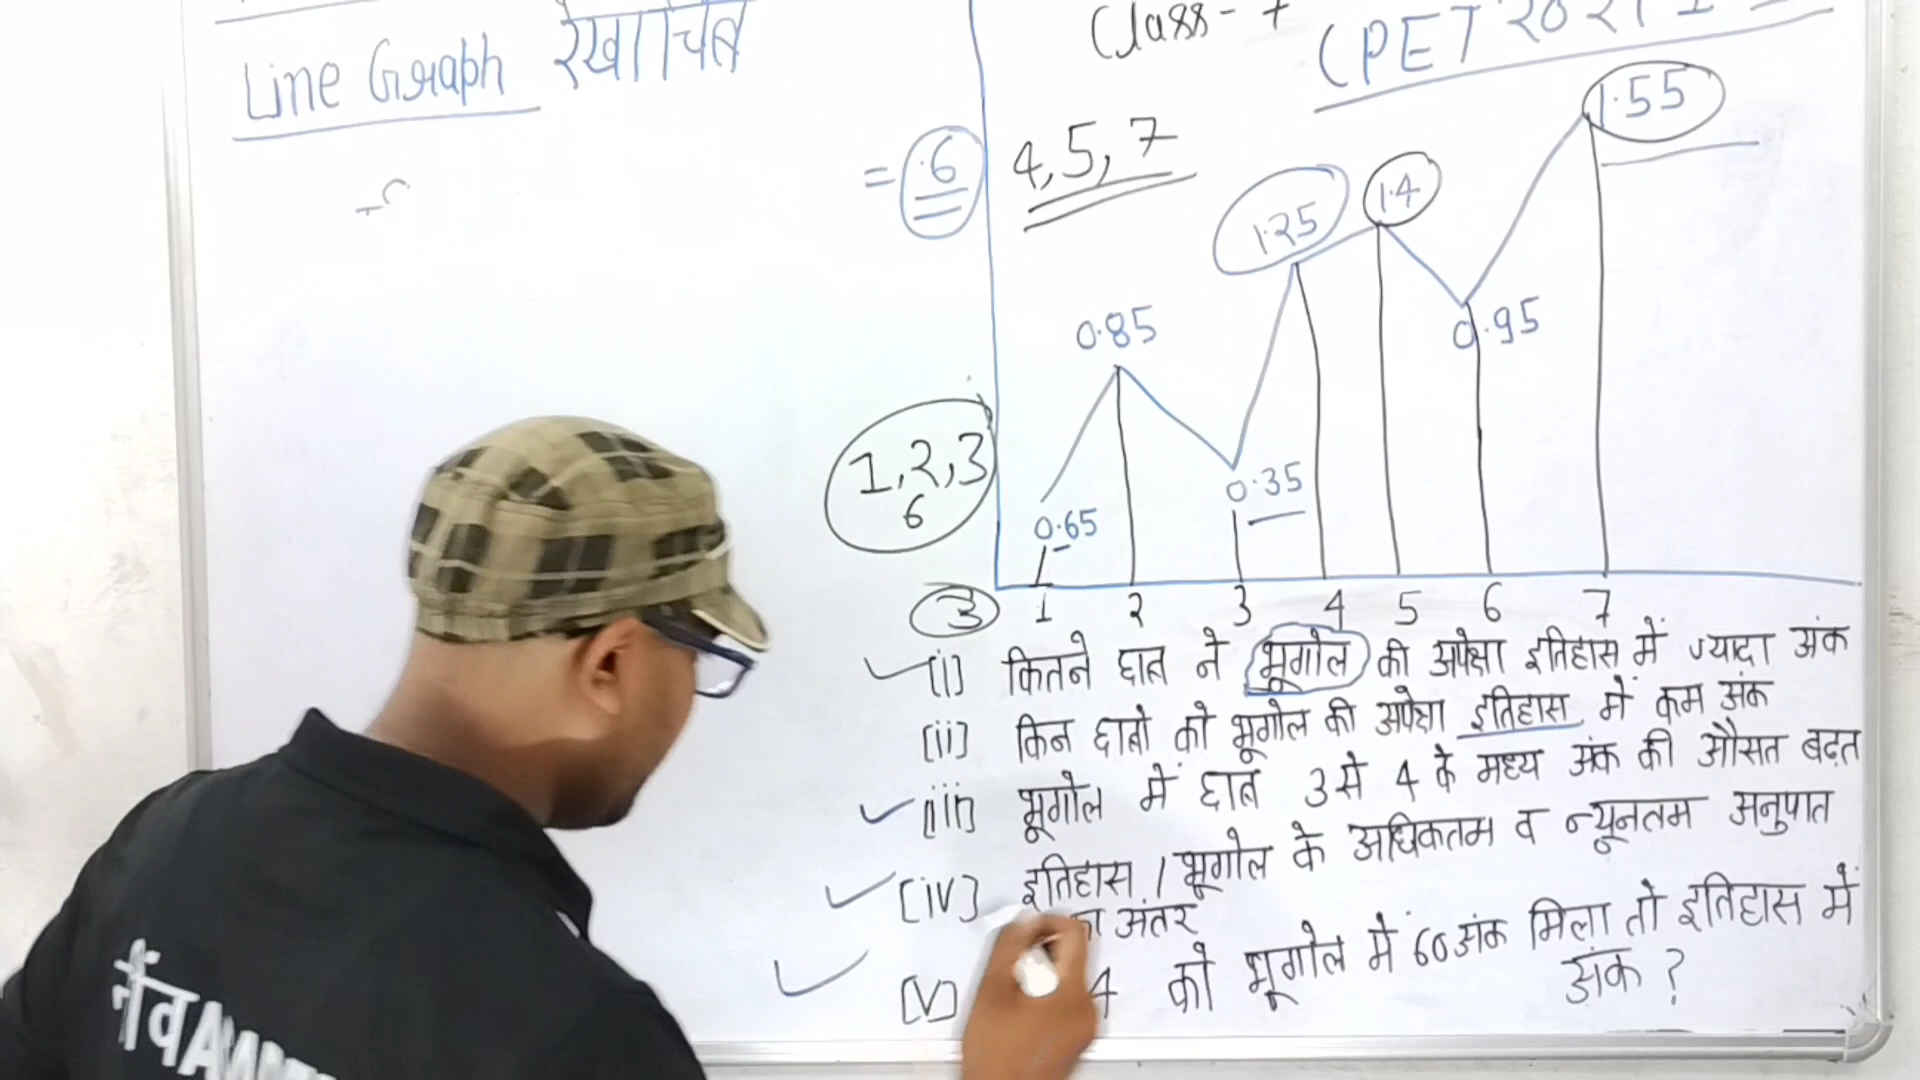 Line Graph रेखाचित्र
Class - 7
CPET २०२१
= .6
4,5,7
1.25
1.4
1.55
0.85
0.95
1,2,3
6
0.35
0.65
3
1 2 3 4 5 6 7
[i] कितने छात्र ने भूगोल की अपेक्षा इतिहास में ज्यादा अंक
[ii] किन छात्रो को भूगोल की अपेक्षा इतिहास में कम अंक
[iii] भूगोल में छात्र 3 से 4 के मध्य अंक की औसत बढ़त
[iv] इतिहास / भूगोल के अधिकतम व न्यूनतम अनुपात
का अंतर
[v] 4 को भूगोल में 60 अंक मिला तो इतिहास में
अंक ?